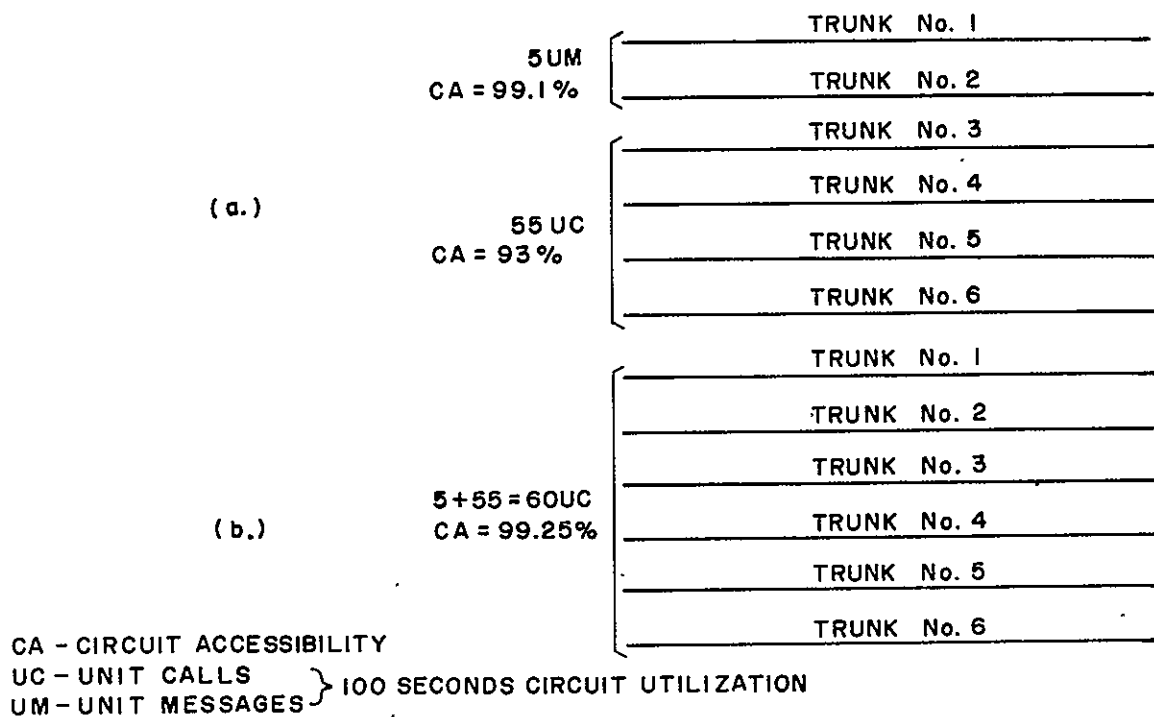 TRUNK No. 1
5UM
CA = 99.1%
TRUNK No. 2
TRUNK No. 3
(a.)
TRUNK No. 4
55 UC
CA = 93%
TRUNK No. 5
TRUNK No. 6
TRUNK No. 1
TRUNK No. 2
TRUNK No. 3
(b.)
5+55=60UC
CA = 99.25%
TRUNK No. 4
TRUNK No. 5
TRUNK No. 6
CA - CIRCUIT ACCESSIBILITY
UC - UNIT CALLS
UM - UNIT MESSAGES } 100 SECONDS CIRCUIT UTILIZATION